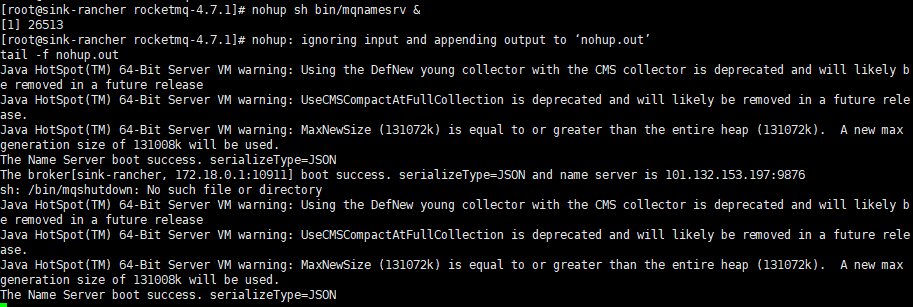 [root@sink-rancher rocketmq-4.7.1]# nohup sh bin/mqnamesrv &
[1] 26513
[root@sink-rancher rocketmq-4.7.1]# nohup: ignoring input and appending output to ‘nohup.out’
tail -f nohup.out
Java HotSpot(TM) 64-Bit Server VM warning: Using the DefNew young collector with the CMS collector is deprecated and will likely b
e removed in a future release
Java HotSpot(TM) 64-Bit Server VM warning: UseCMSCompactAtFullCollection is deprecated and will likely be removed in a future rele
ase.
Java HotSpot(TM) 64-Bit Server VM warning: MaxNewSize (131072k) is equal to or greater than the entire heap (131072k).  A new max
generation size of 131008k will be used.
The Name Server boot success. serializeType=JSON
The broker[sink-rancher, 172.18.0.1:10911] boot success. serializeType=JSON and name server is 101.132.153.197:9876
sh: /bin/mqshutdown: No such file or directory
Java HotSpot(TM) 64-Bit Server VM warning: Using the DefNew young collector with the CMS collector is deprecated and will likely b
e removed in a future release
Java HotSpot(TM) 64-Bit Server VM warning: UseCMSCompactAtFullCollection is deprecated and will likely be removed in a future rele
ase.
Java HotSpot(TM) 64-Bit Server VM warning: MaxNewSize (131072k) is equal to or greater than the entire heap (131072k).  A new max
generation size of 131008k will be used.
The Name Server boot success. serializeType=JSON